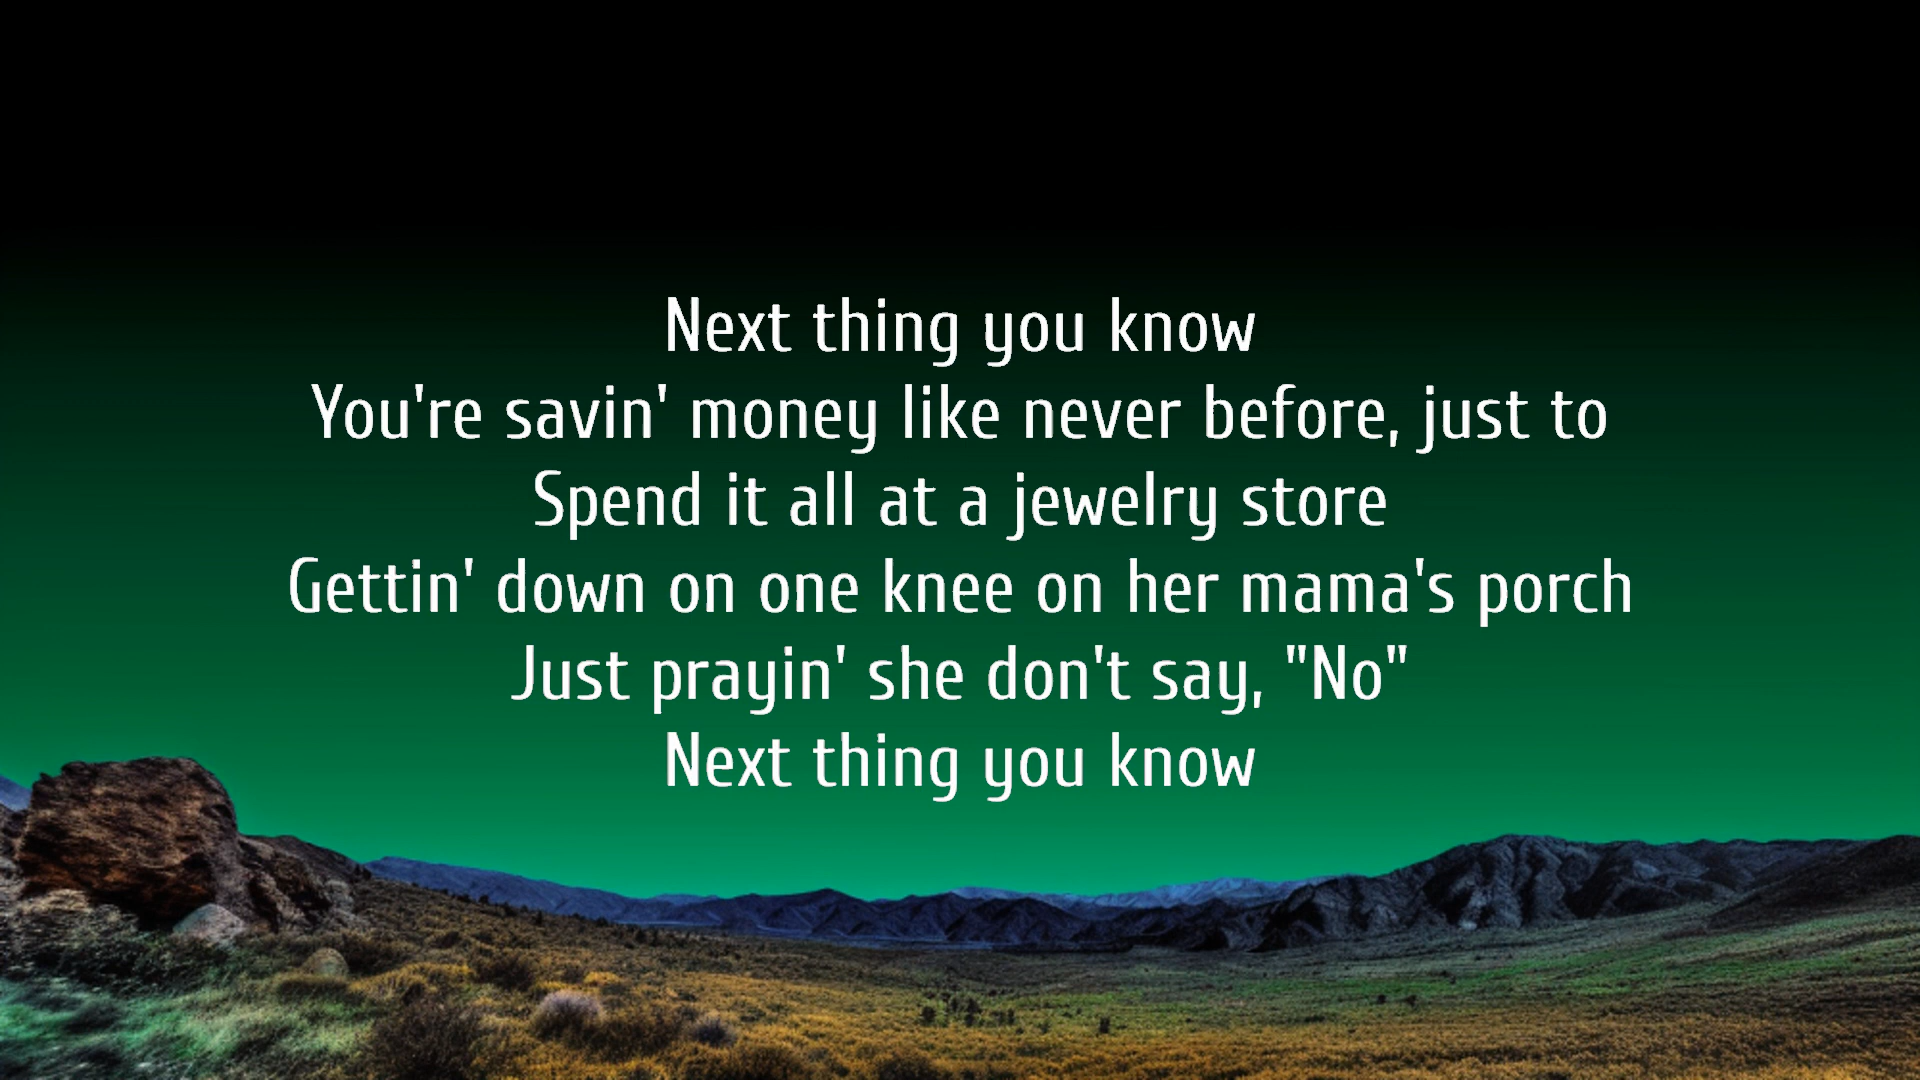 Next thing you know
You're savin' money like never before, just to
Spend it all at a jewelry store
Gettin' down on one knee on her mama's porch
Just prayin' she don't say, "No"
Next thing you know